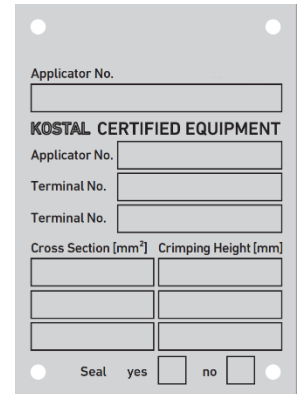 Applicator No.
KOSTAL CERTIFIED EQUIPMENT
Applicator No.
Terminal No.
Terminal No.
Cross Section [mm²] Crimping Height [mm]
Seal yes no